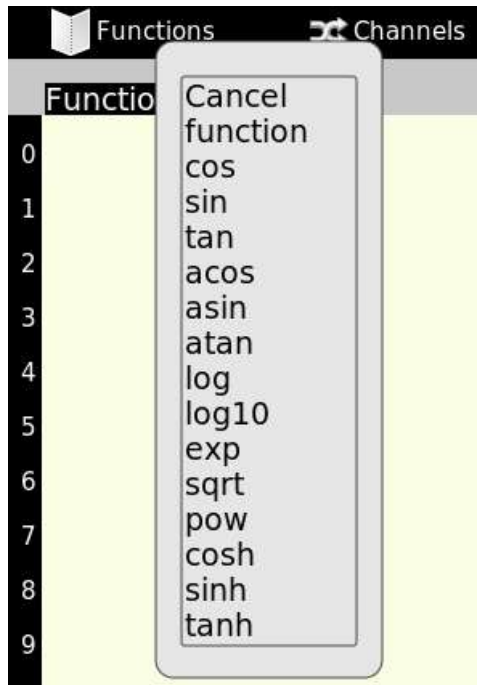 Functions Channels
Functio
Cancel
function
cos
sin
tan
acos
asin
atan
log
log10
exp
sqrt
pow
cosh
sinh
tanh
0
1
2
3
4
5
6
7
8
9